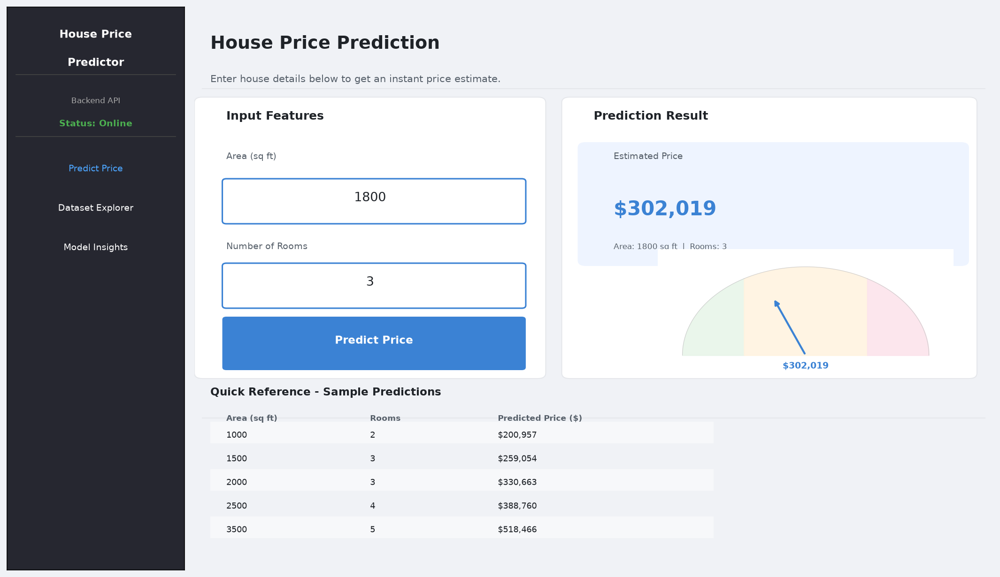 House Price
Predictor
Backend API
Status: Online
Predict Price
Dataset Explorer
Model Insights
House Price Prediction
Enter house details below to get an instant price estimate.
Input Features
Area (sq ft)
1800
Number of Rooms
3
Predict Price
Prediction Result
Estimated Price
$302,019
Area: 1800 sq ft | Rooms: 3
$302,019
Quick Reference - Sample Predictions
Area (sq ft) Rooms Predicted Price ($)
1000 2 $200,957
1500 3 $259,054
2000 3 $330,663
2500 4 $388,760
3500 5 $518,466